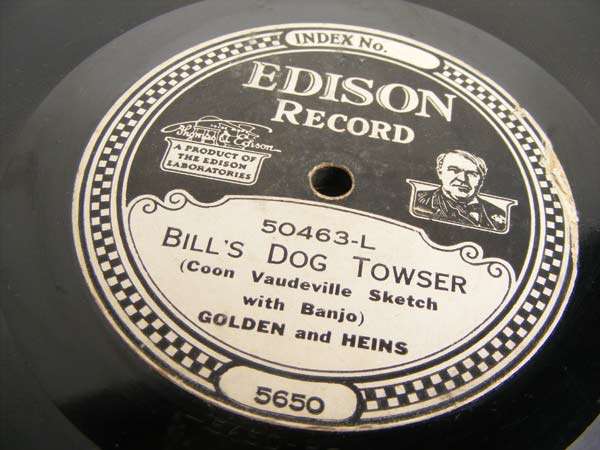 INDEX No.
EDISON
RECORD
Thomas A Edison
A PRODUCT OF
THE EDISON
LABORATORIES
50463-L
BILL'S DOG TOWSER
(Coon Vaudeville Sketch
with Banjo)
GOLDEN and HEINS
5650